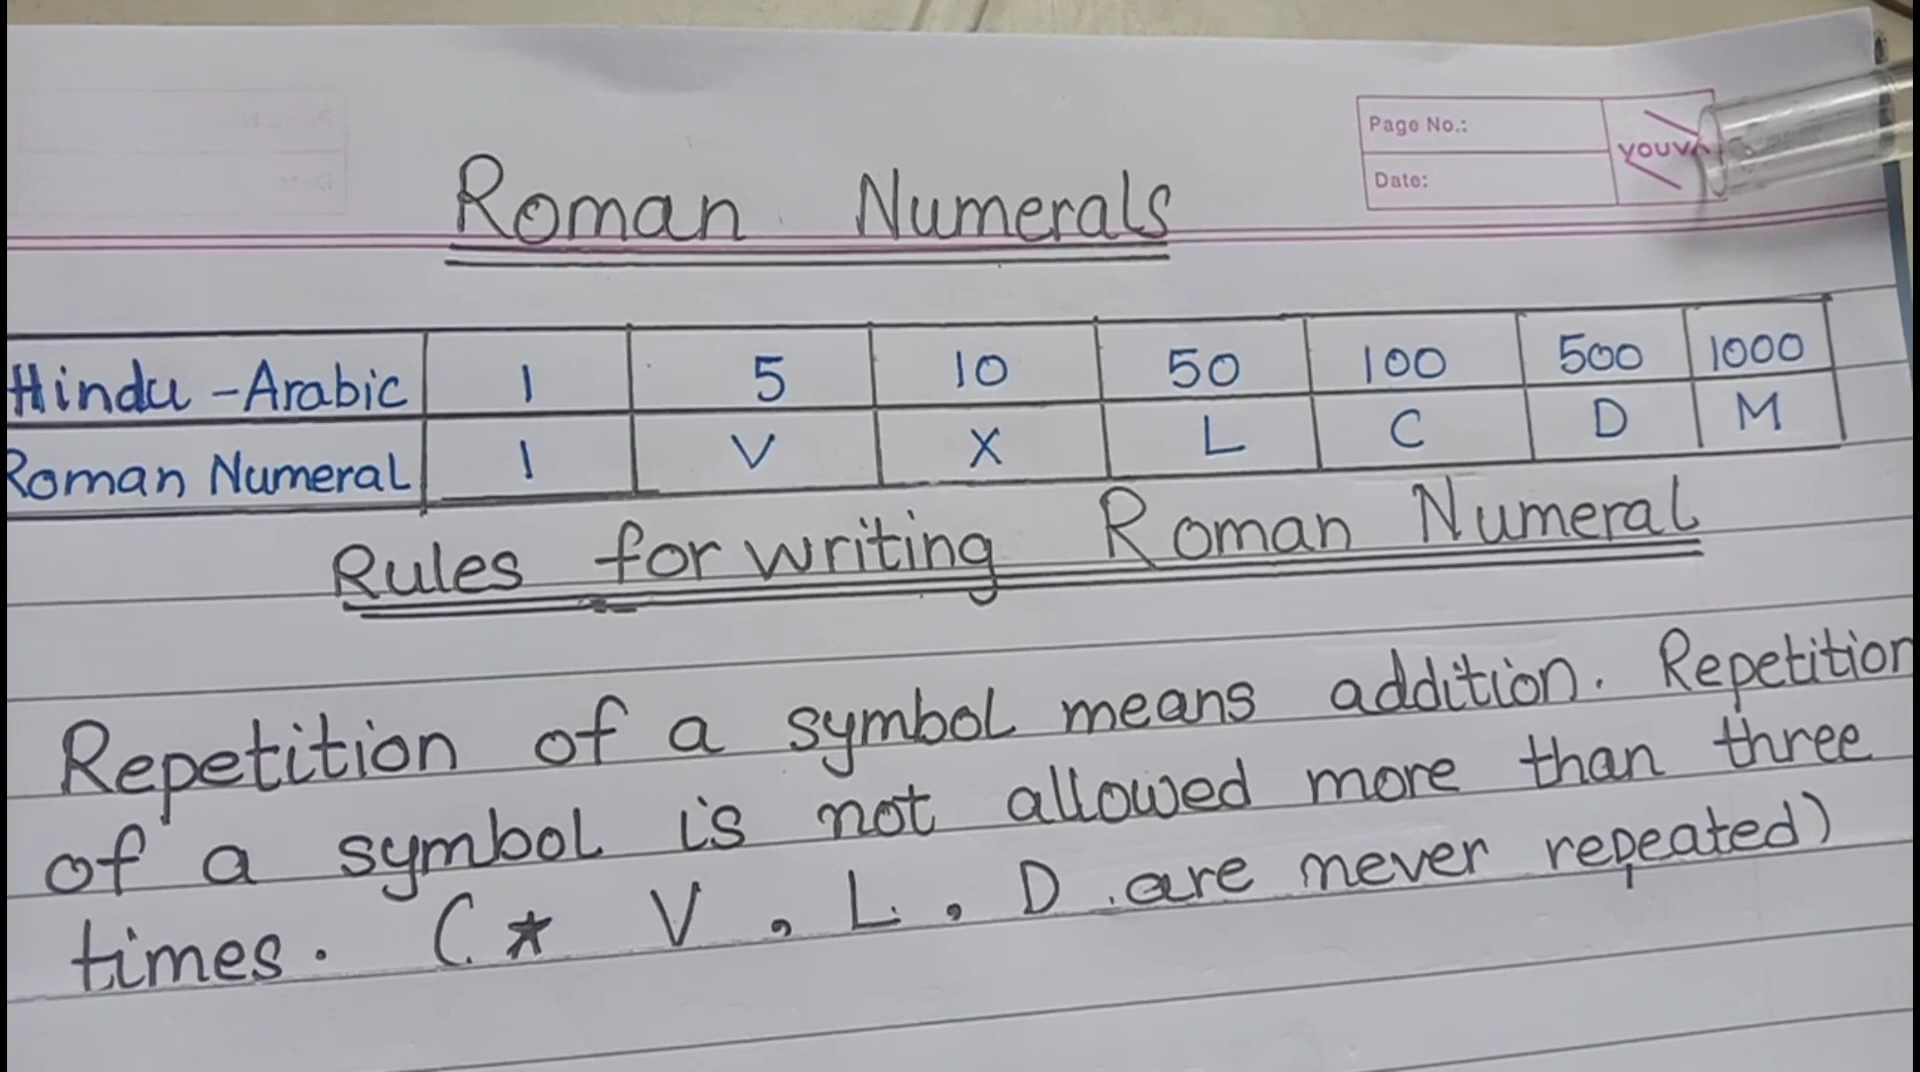 Page No.:
YOUVA
Date:
Roman Numerals
Hindu-Arabic 1 5 10 50 100 500 1000
Roman Numeral I V X L C D M
Rules for writing Roman Numeral
Repetition of a symbol means addition. Repetition
of a symbol is not allowed more than three
times. (* V, L, D are never repeated)